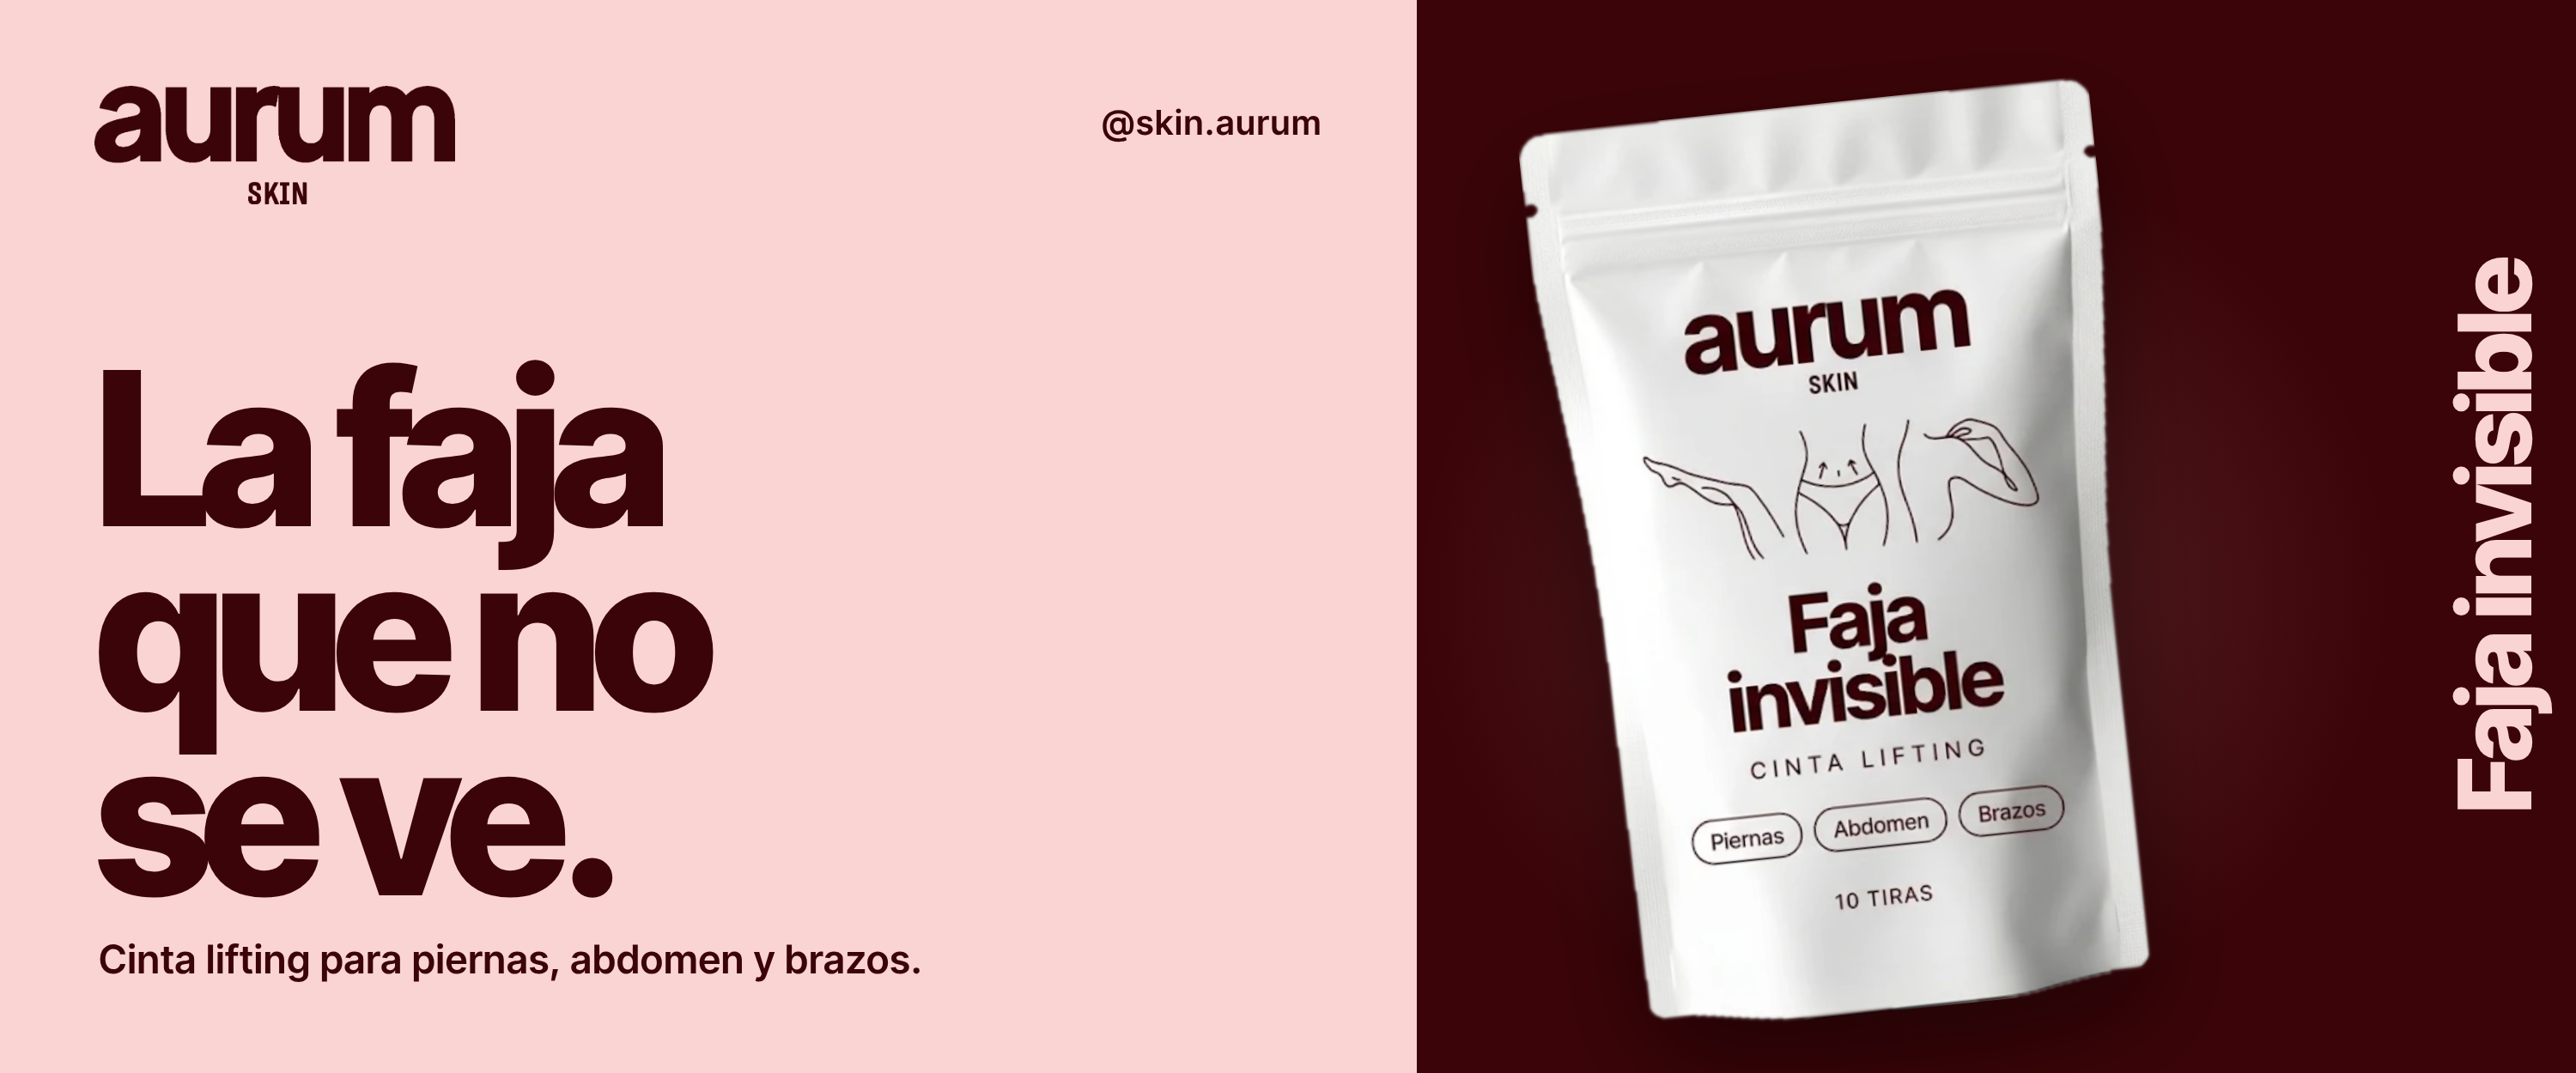 aurum
SKIN
@skin.aurum
La faja
que no
se ve.
Cinta lifting para piernas, abdomen y brazos.
aurum
SKIN
Faja
invisible
CINTA LIFTING
Piernas Abdomen Brazos
10 TIRAS
Faja invisible